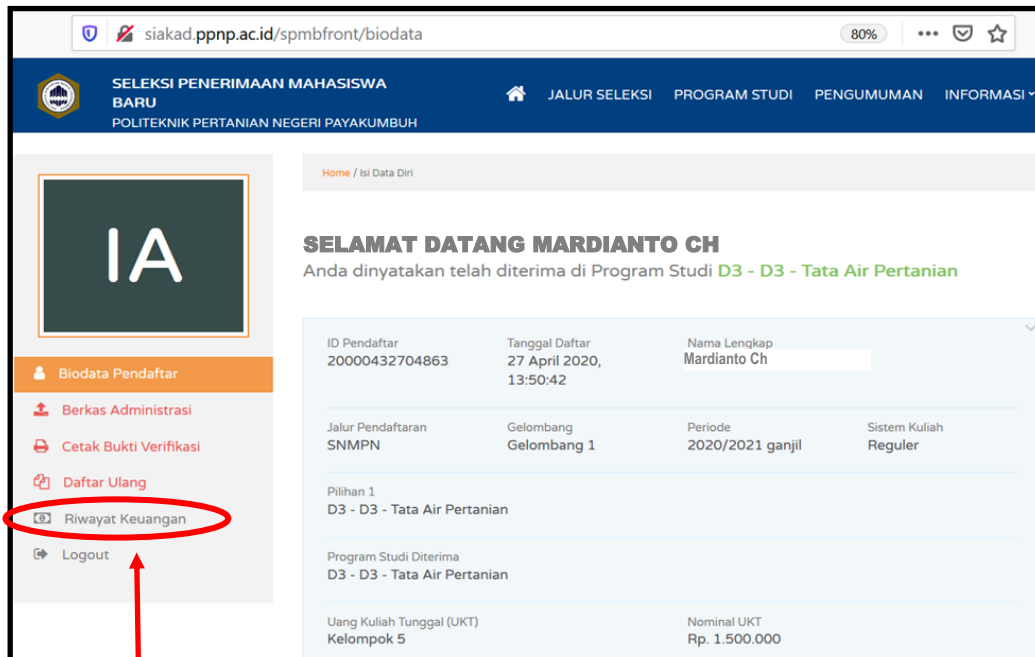 siakad.ppnp.ac.id/spmbfront/biodata
80%
SELEKSI PENERIMAAN MAHASISWA
BARU
POLITEKNIK PERTANIAN NEGERI PAYAKUMBUH
JALUR SELEKSI PROGRAM STUDI PENGUMUMAN INFORMASI
IA
Biodata Pendaftar
Berkas Administrasi
Cetak Bukti Verifikasi
Daftar Ulang
Riwayat Keuangan
Logout
Home / Isi Data Diri
SELAMAT DATANG MARDIANTO CH
Anda dinyatakan telah diterima di Program Studi D3 - D3 - Tata Air Pertanian
ID Pendaftar
20000432704863
Tanggal Daftar
27 April 2020,
13:50:42
Nama Lengkap
Mardianto Ch
Jalur Pendaftaran
SNMPN
Gelombang
Gelombang 1
Periode
2020/2021 ganjil
Sistem Kuliah
Reguler
Pilihan 1
D3 - D3 - Tata Air Pertanian
Program Studi Diterima
D3 - D3 - Tata Air Pertanian
Uang Kuliah Tunggal (UKT)
Kelompok 5
Nominal UKT
Rp. 1.500.000